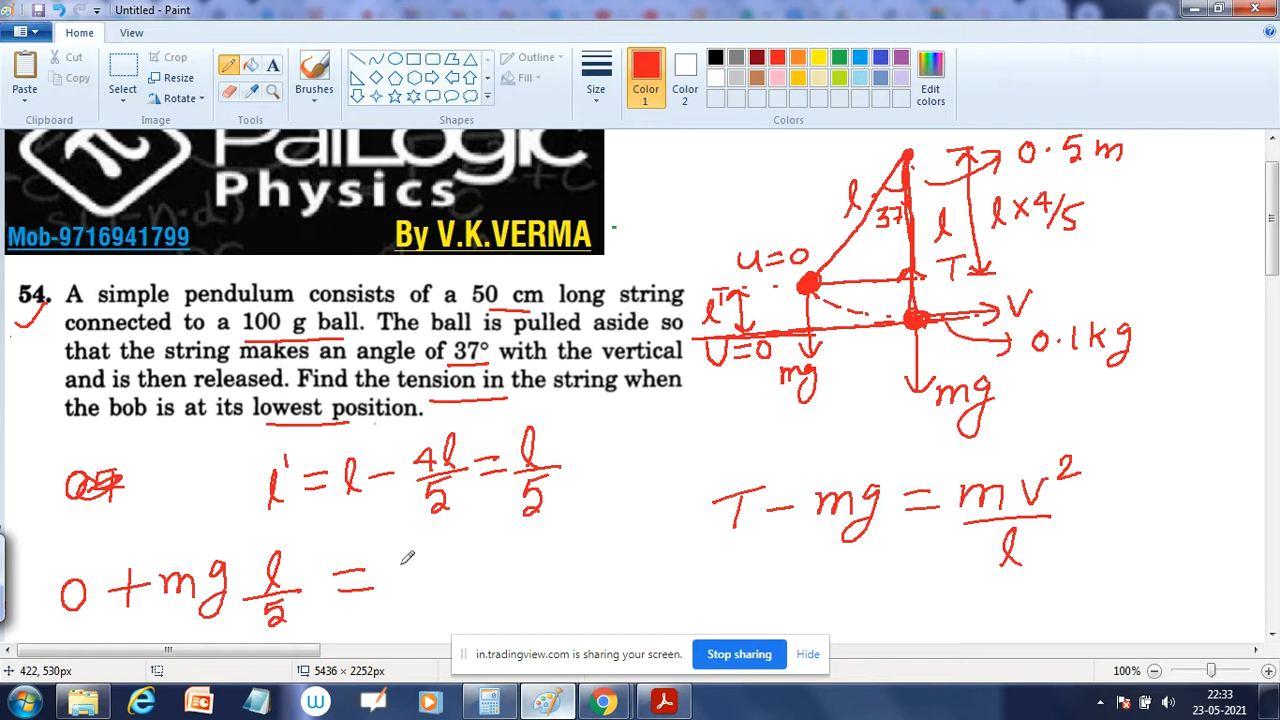 Untitled - Paint
Home
View
Paste
Cut
Copy
Clipboard
Select
Crop
Resize
Rotate
Image
Tools
Brushes
Shapes
Outline
Fill
Size
Color 1
Color 2
Edit colors
Colors
PalLogic
Physics
Mob-9716941799
By V.K.VERMA
54. A simple pendulum consists of a 50 cm long string
connected to a 100 g ball. The ball is pulled aside so
that the string makes an angle of 37° with the vertical
and is then released. Find the tension in the string when
the bob is at its lowest position.
l' = l - 4l/5 = l/5
0 + mg l/5 =
0.5 m
l
37
l
l×4/5
u=0
T
l'
V
U=0
mg
0.1kg
mg
T - mg = mv²/l
in.tradingview.com is sharing your screen.
Stop sharing
Hide
422, 530px
5436 × 2252px
100%
22:33
23-05-2021